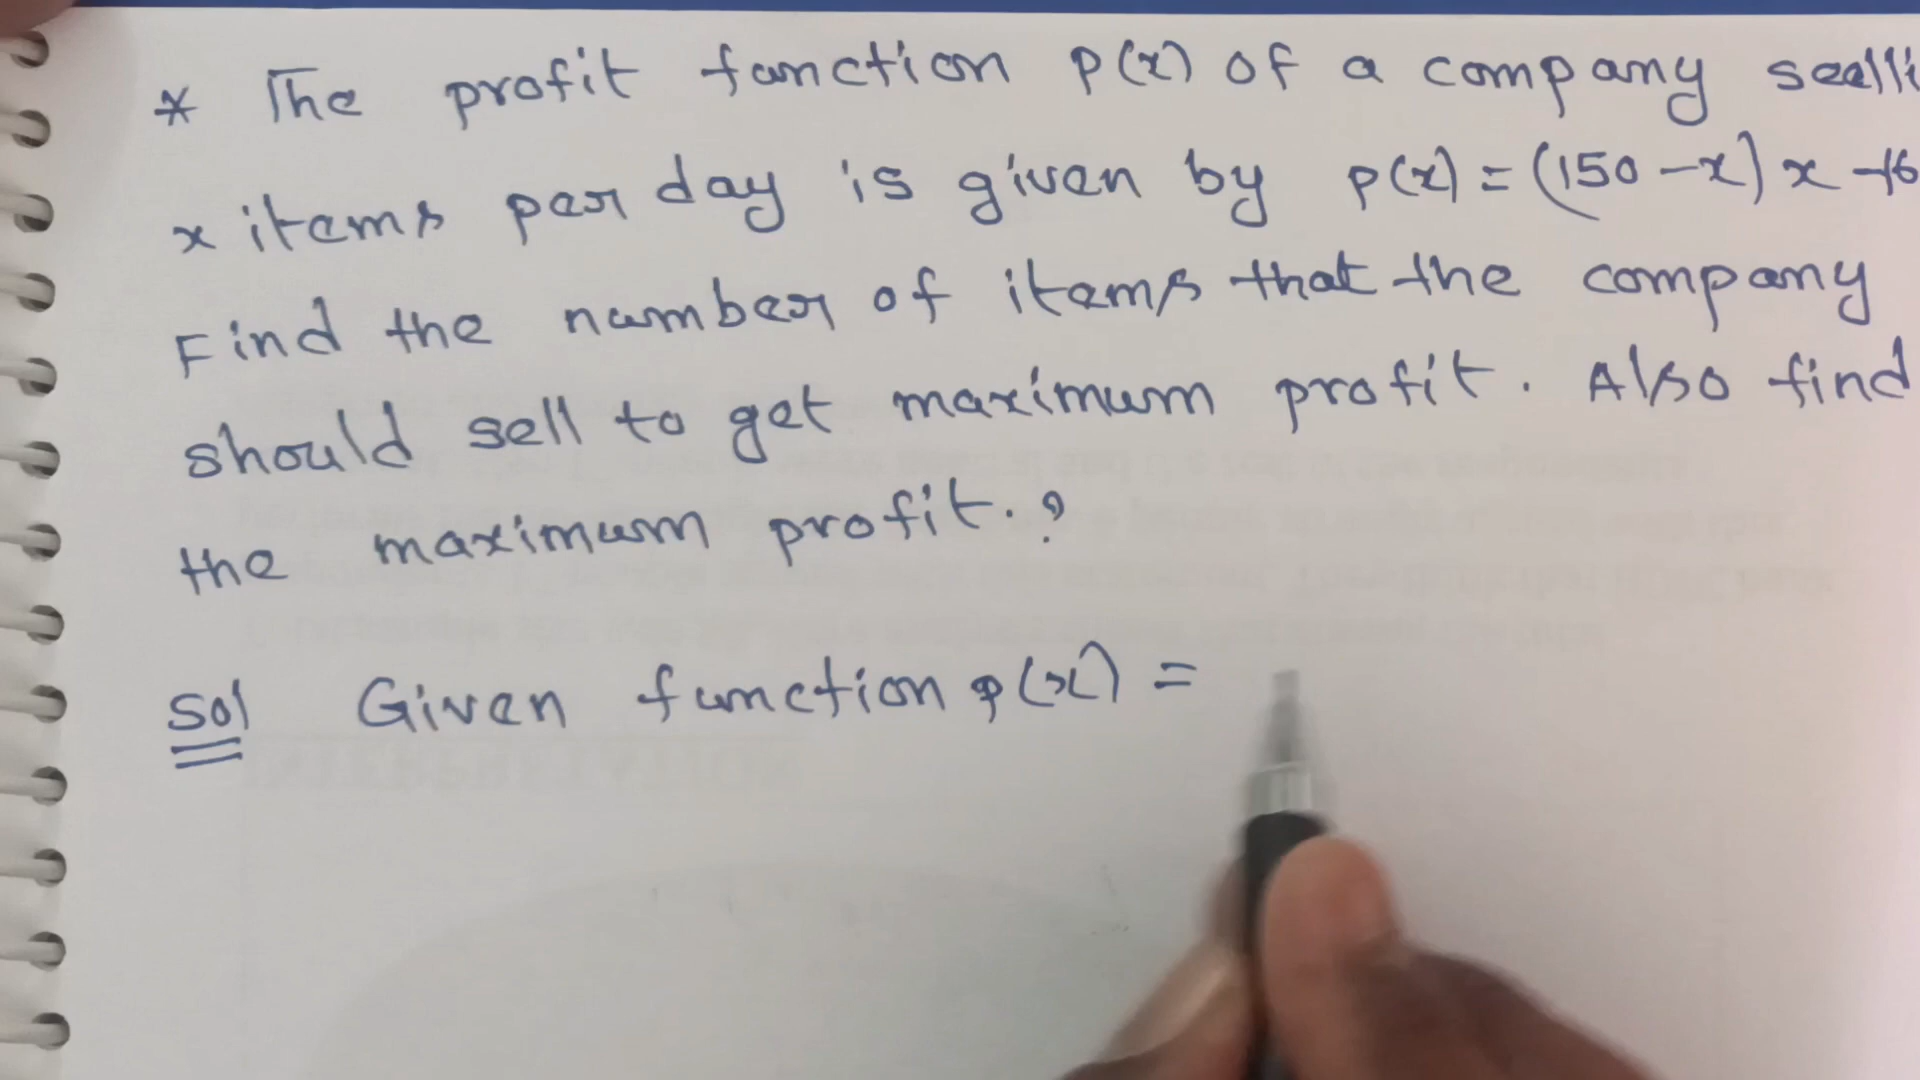 * The profit function P(x) of a company sealli
x items per day is given by P(x) = (150 - x) x - 16
Find the number of items that the company
should sell to get maximum profit. Also find
the maximum profit.?
Sol Given function p(x) =